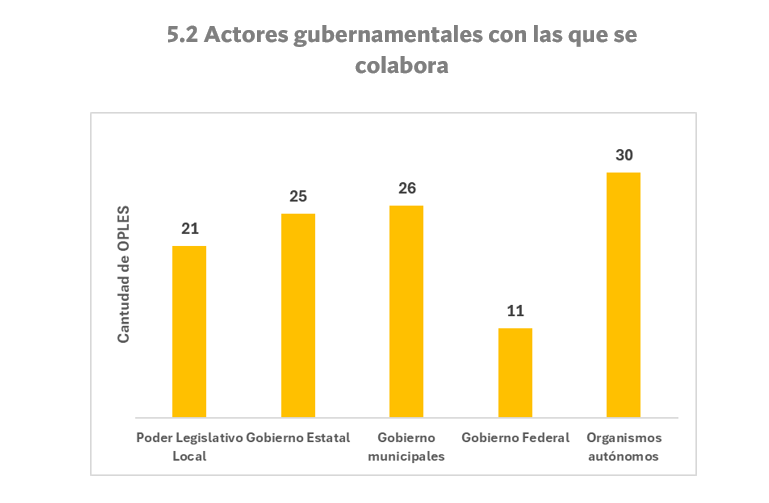 5.2 Actores gubernamentales con las que se
colabora
30
26
25
21
11
Cantudad de OPLES
Poder Legislativo Local
Gobierno Estatal
Gobierno municipales
Gobierno Federal
Organismos autónomos